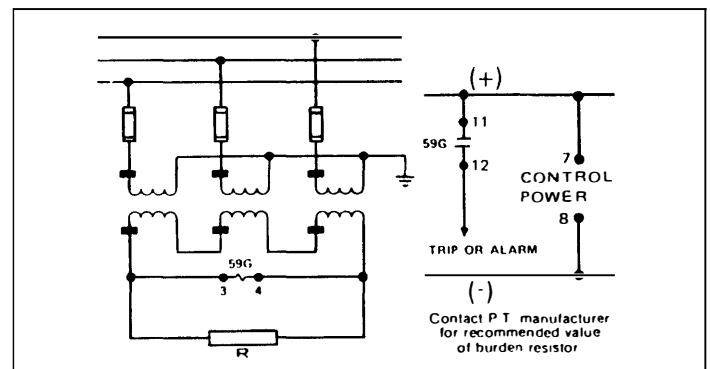 (+)
11
59G
12
7
CONTROL
POWER
8
TRIP OR ALARM
59G
3 4
R
(-)
Contact P T manufacturer
for recommended value
of burden resistor